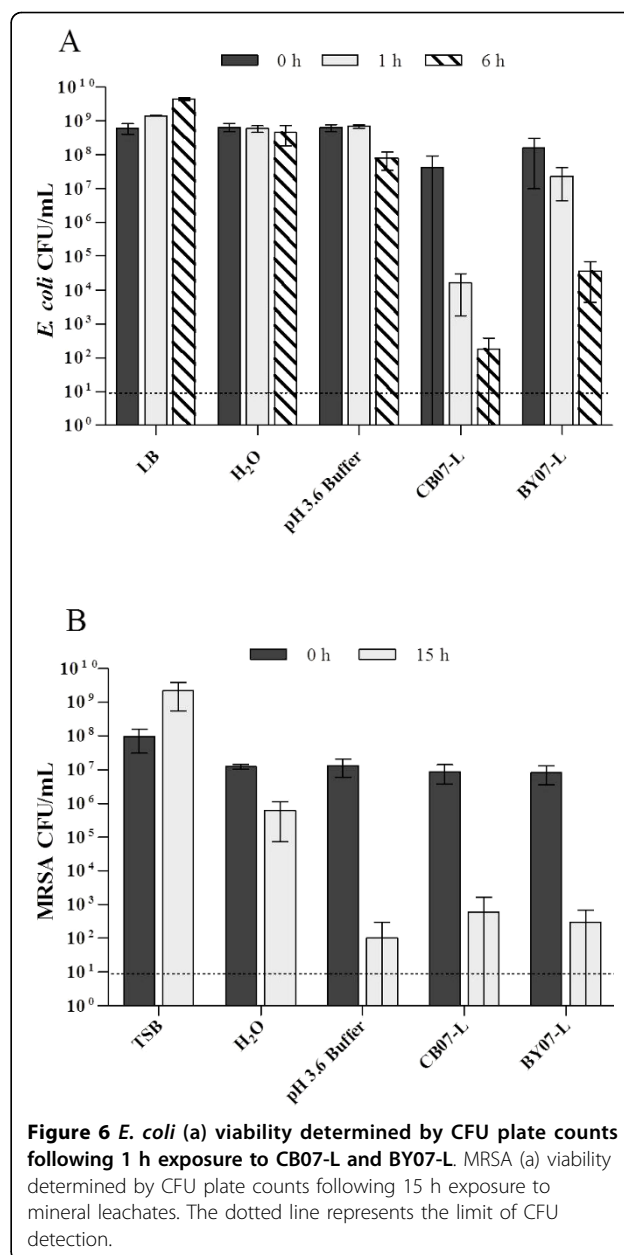 A
0 h 1 h 6 h
10^10
10^9
10^8
10^7
10^6
10^5
10^4
10^3
10^2
10^1
10^0
E. coli CFU/mL
LB
H₂O
pH 3.6 Buffer
CB07-L
BY07-L
B
0 h 15 h
10^10
10^9
10^8
10^7
10^6
10^5
10^4
10^3
10^2
10^1
10^0
MRSA CFU/mL
TSB
H₂O
pH 3.6 Buffer
CB07-L
BY07-L
Figure 6 E. coli (a) viability determined by CFU plate counts
following 1 h exposure to CB07-L and BY07-L. MRSA (a) viability
determined by CFU plate counts following 15 h exposure to
mineral leachates. The dotted line represents the limit of CFU
detection.